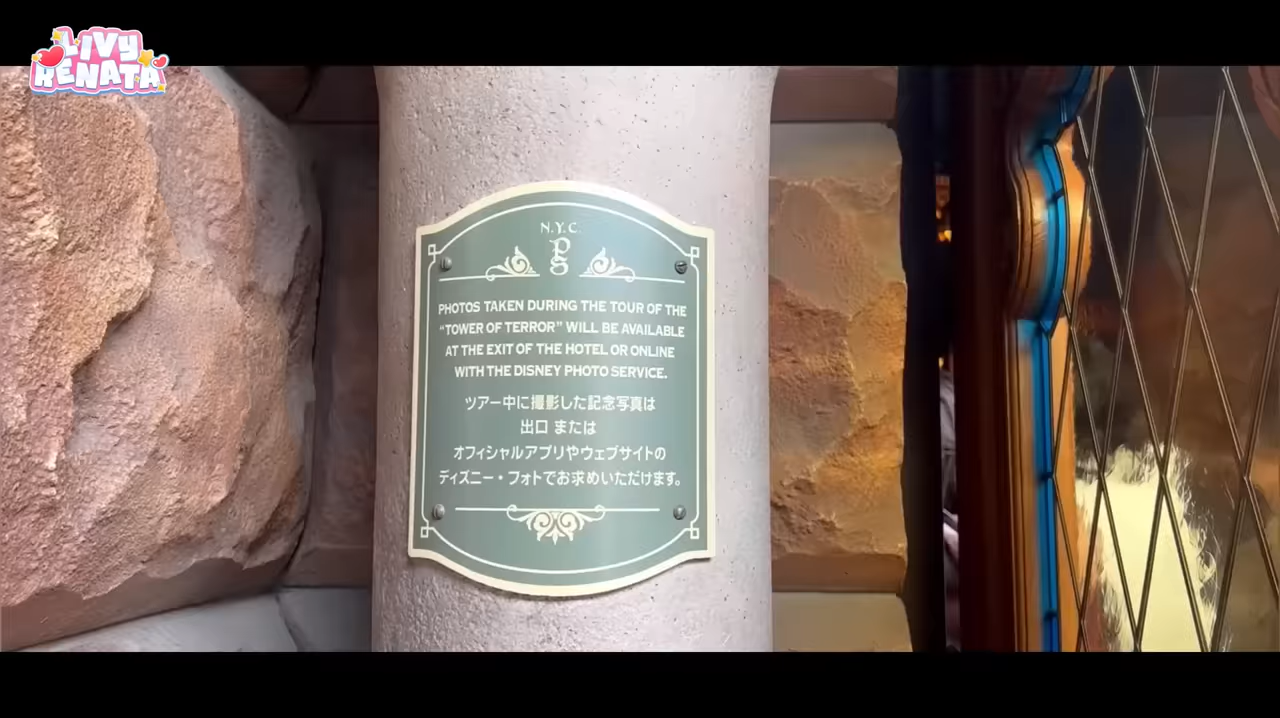 LIVY
RENATA
N.Y.C.
PS
PHOTOS TAKEN DURING THE TOUR OF THE
“TOWER OF TERROR” WILL BE AVAILABLE
AT THE EXIT OF THE HOTEL OR ONLINE
WITH THE DISNEY PHOTO SERVICE.
ツアー中に撮影した記念写真は
出口 または
オフィシャルアプリやウェブサイトの
ディズニー・フォトでお求めいただけます。